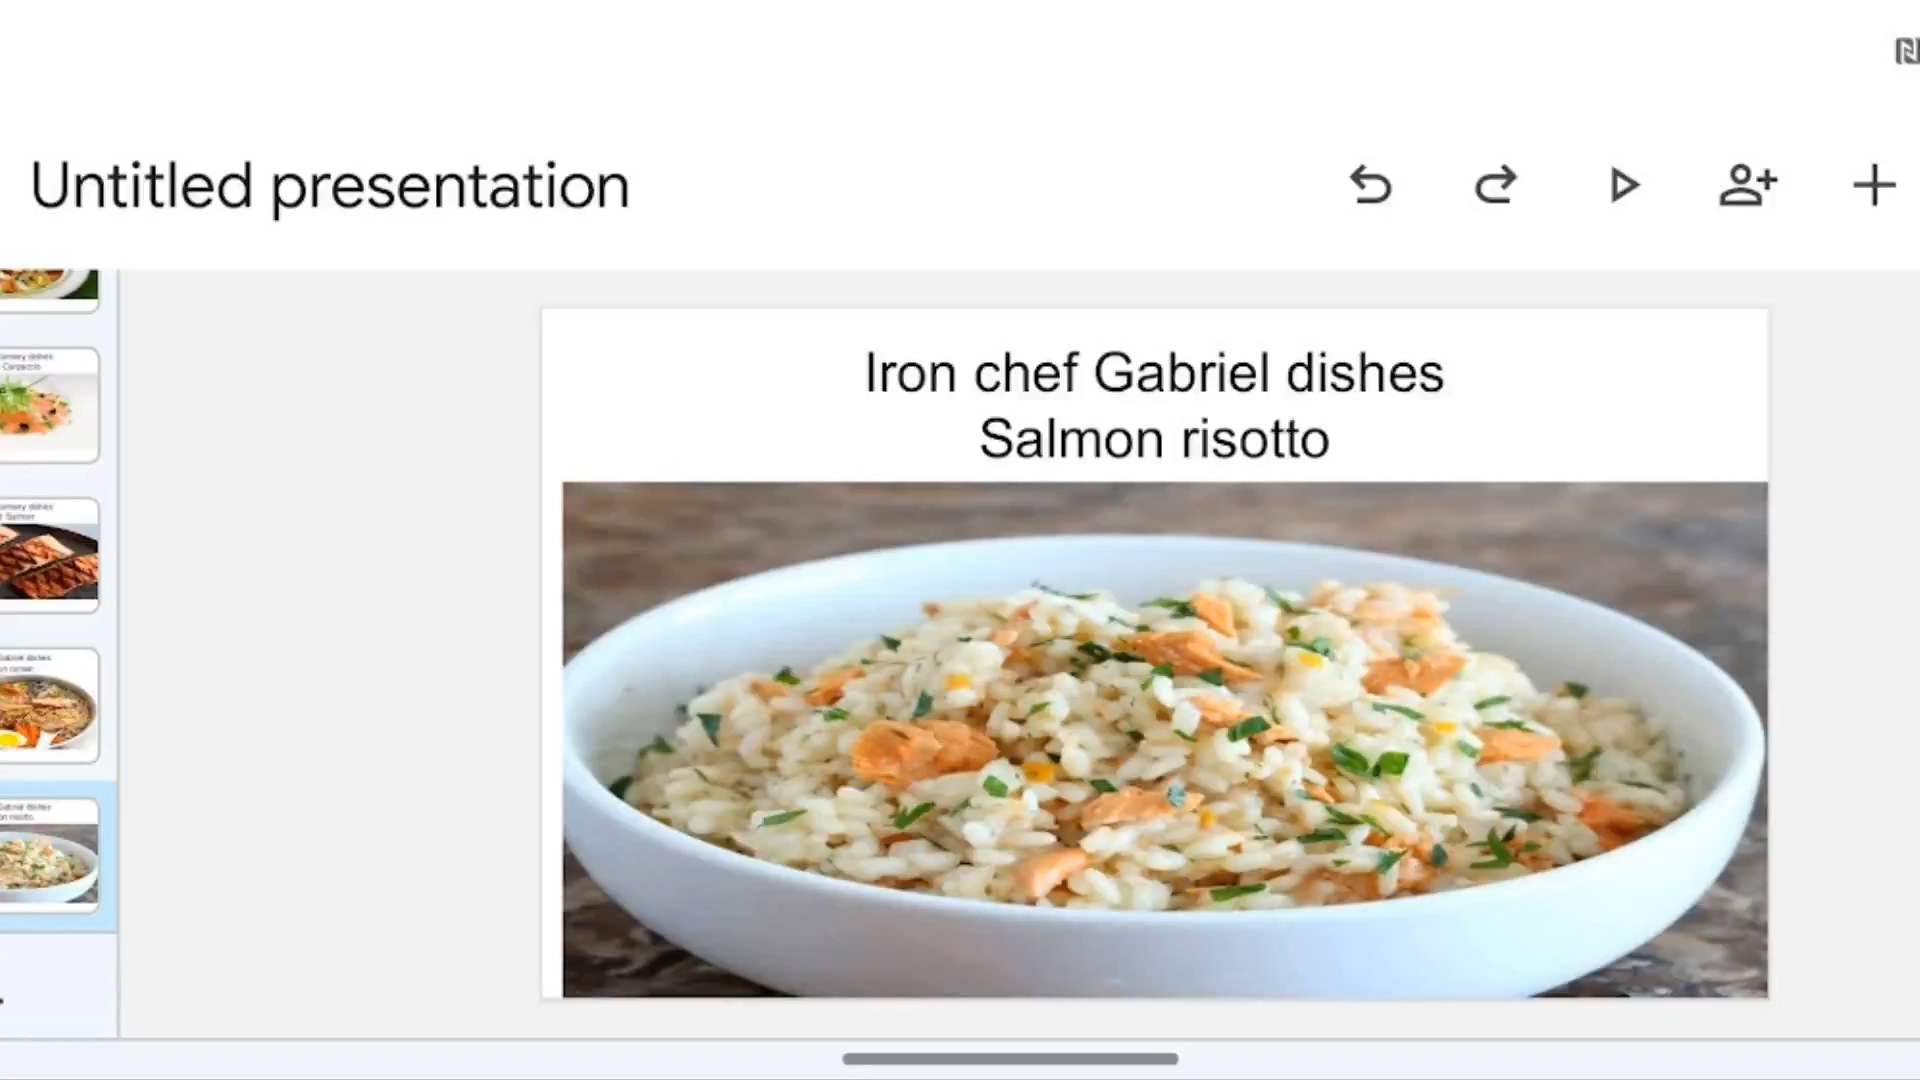 Untitled presentation
Iron chef Gabriel dishes
Salmon risotto